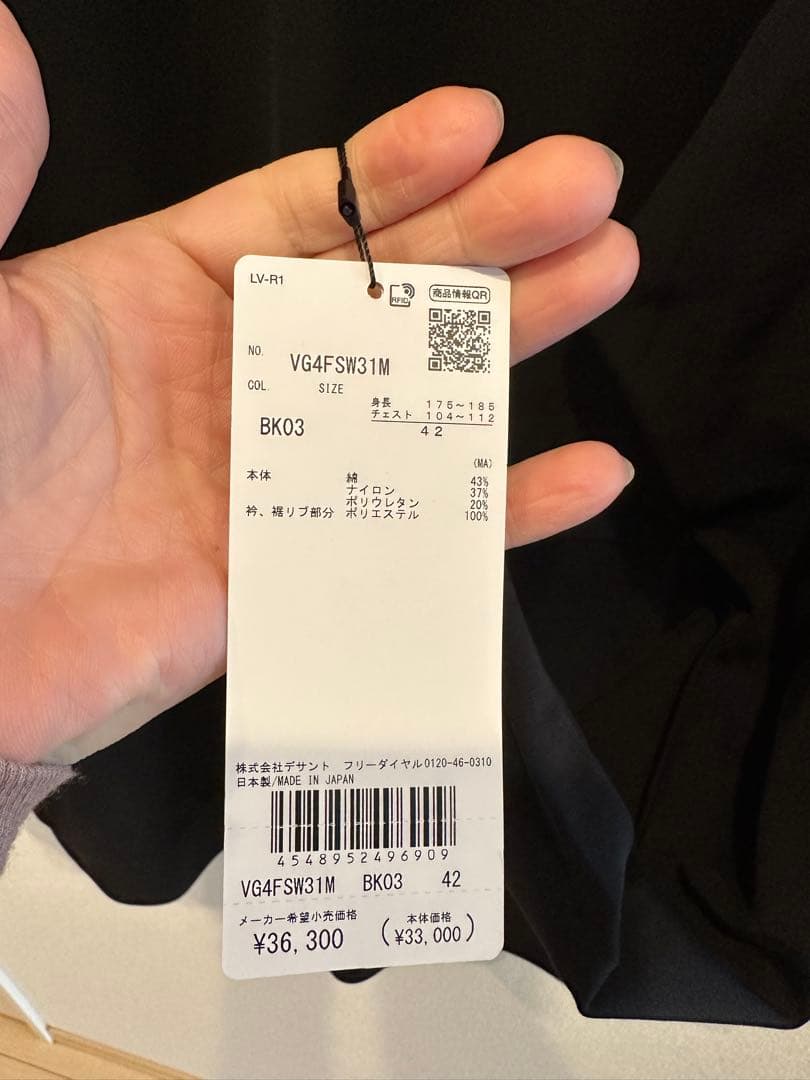 LV-R1
RFID
商品情報QR
NO. VG4FSW31M
COL. SIZE
身長 175~185
チェスト 104~112
BK03 42
(MA)
本体 綿 43%
ナイロン 37%
ポリウレタン 20%
衿、裾リブ部分 ポリエステル 100%
株式会社デサント フリーダイヤル0120-46-0310
日本製/MADE IN JAPAN
4548952496909
VG4FSW31M BK03 42
メーカー希望小売価格 本体価格
¥36,300 (¥33,000)